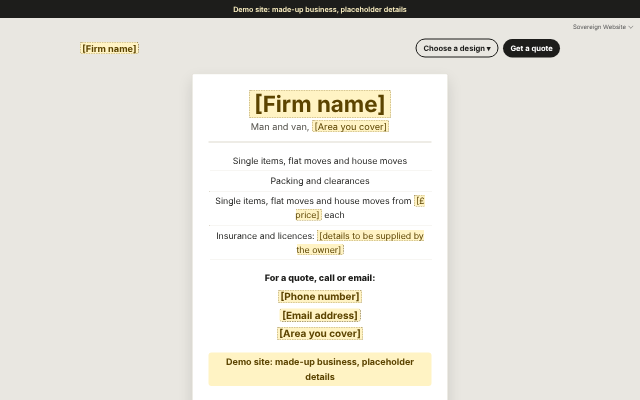 Demo site: made-up business, placeholder details
Sovereign Website
[Firm name]
Choose a design ▾
Get a quote
[Firm name]
Man and van, [Area you cover]
Single items, flat moves and house moves
Packing and clearances
Single items, flat moves and house moves from [£
price] each
Insurance and licences: [details to be supplied by
the owner]
For a quote, call or email:
[Phone number]
[Email address]
[Area you cover]
Demo site: made-up business, placeholder
details